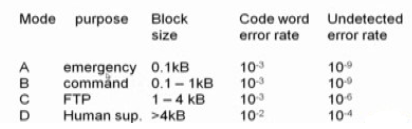 Mode purpose Block size Code word error rate Undetected error rate
A emergency 0.1kB 10-3 10-9
B command 0.1 – 1kB 10-3 10-9
C FTP 1 – 4 kB 10-3 10-6
D Human sup. >4kB 10-2 10-4